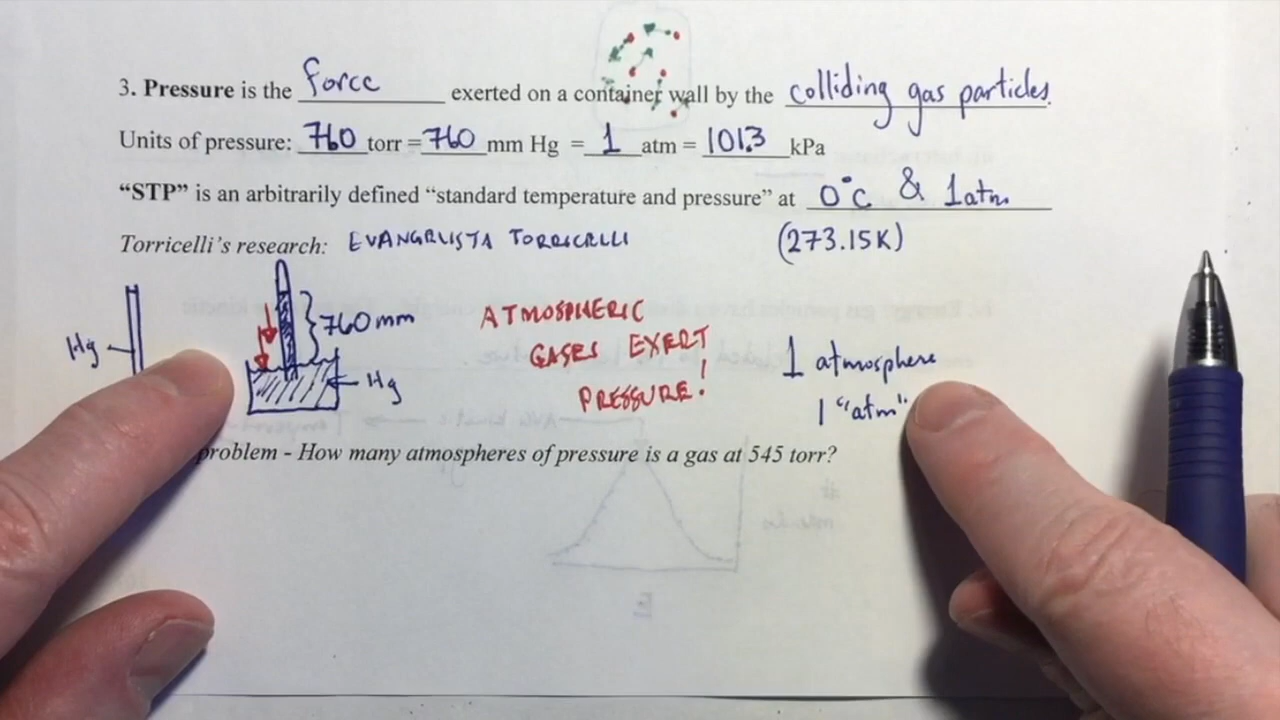 3. Pressure is the force exerted on a container wall by the colliding gas particles.
Units of pressure: 760 torr = 760 mm Hg = 1 atm = 101.3 kPa
“STP” is an arbitrarily defined “standard temperature and pressure” at 0°C & 1atm
(273.15K)
Torricelli's research: EVANGELISTA TORRICELLI
Hg
760mm
Hg
ATMOSPHERIC
GASES EXERT
PRESSURE!
1 atmosphere
1 “atm”
problem - How many atmospheres of pressure is a gas at 545 torr?